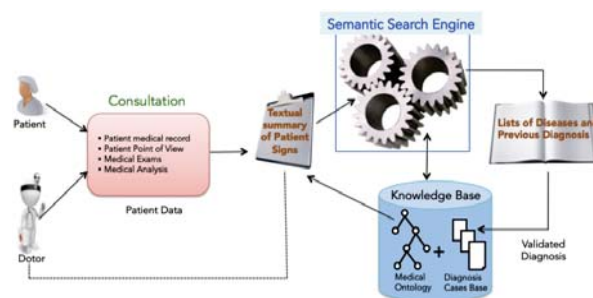 Semantic Search Engine
Consultation
Patient
• Patient medical record
• Patient Point of View
• Medical Exams
• Medical Analysis
Textual
summary
of Patient
Signs
Lists of Diseases and
Previous Diagnosis
Knowledge Base
Patient Data
Dotor
+
Medical
Ontology
Diagnosis
Cases Base
Validated
Diagnosis